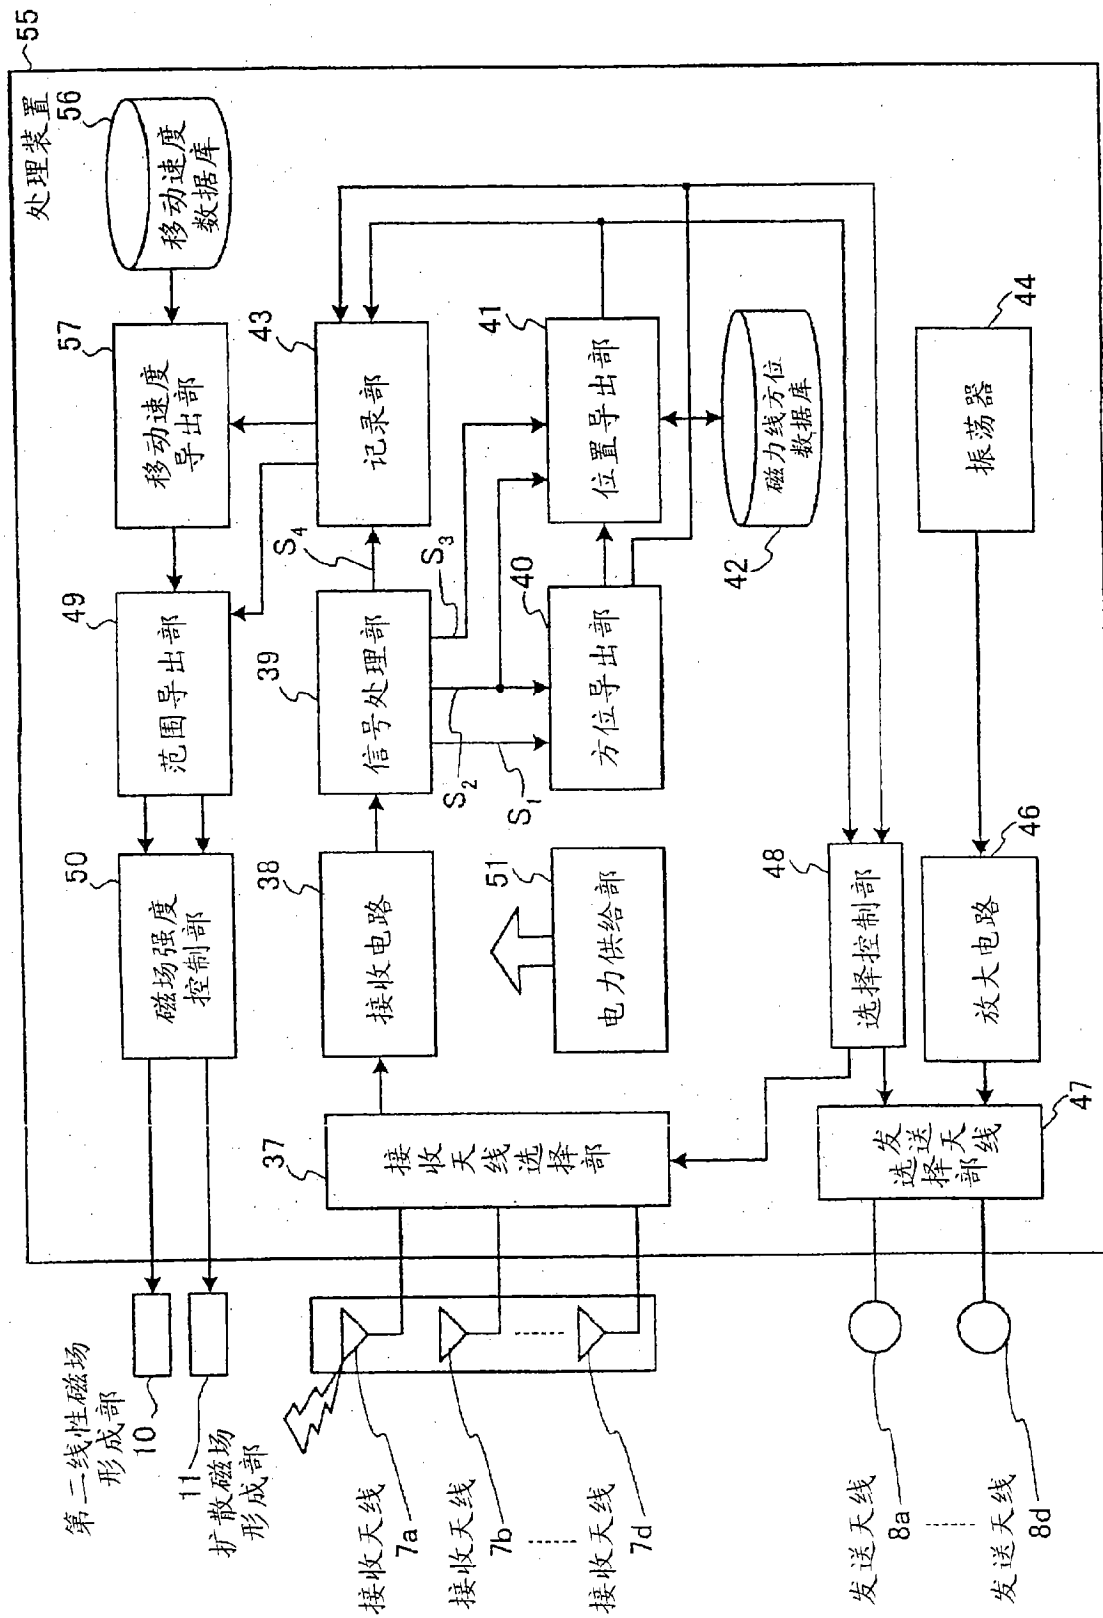 第二线性磁场
形成部
10
11
扩散磁场
形成部
接收天线
7a
接收天线
7b
接收天线
7d
发送天线
8a
发送天线
8d
处理装置
55
50
磁场强度
控制部
49
范围导出部
57
移动速度
导出部
56
移动速度
数据库
37
接收天线选择部
38
接收电路
39
信号处理部
S4
43
记录部
S3
S2
S1
51
电力供给部
40
方位导出部
41
位置导出部
42
磁力线方位
数据库
48
选择控制部
47
发送天线
选择部
46
放大电路
44
振荡器